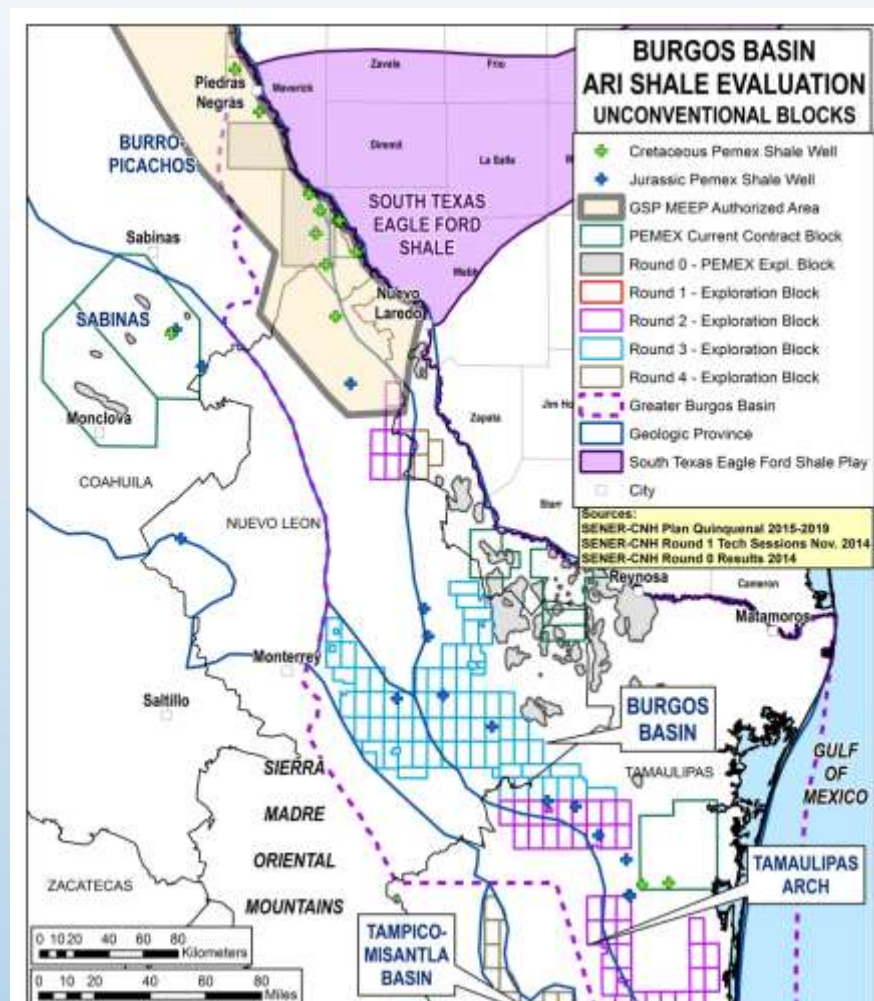 BURGOS BASIN
ARI SHALE EVALUATION
UNCONVENTIONAL BLOCKS
Cretaceous Pemex Shale Well
Jurassic Pemex Shale Well
GSP MEEP Authorized Area
PEMEX Current Contract Block
Round 0 - PEMEX Expl. Block
Round 1 - Exploration Block
Round 2 - Exploration Block
Round 3 - Exploration Block
Round 4 - Exploration Block
Greater Burgos Basin
Geologic Province
South Texas Eagle Ford Shale Play
City
Sources:
SENER-CNH Plan Quinquenal 2015-2019
SENER-CNH Round 1 Tech Sessions Nov. 2014
SENER-CNH Round 0 Results 2014
Zavala
Frio
Piedras
Negras
Maverick
Dimmit
La Salle
BURRO-
PICACHOS
SOUTH TEXAS
EAGLE FORD
SHALE
Sabinas
Webb
Nuevo
Laredo
SABINAS
Monclova
Zapata
Jim Ho
COAHUILA
Starr
NUEVO LEON
Reynosa
Cameron
Matamoros
Monterrey
Saltillo
BURGOS
BASIN
GULF
OF
MEXICO
TAMAULIPAS
SIERRA
MADRE
ORIENTAL
MOUNTAINS
ZACATECAS
TAMAULIPAS
ARCH
TAMPICO-
MISANTLA
BASIN
0 10 20 40 60 80
Kilometers
0 10 20 40 60 80
Miles